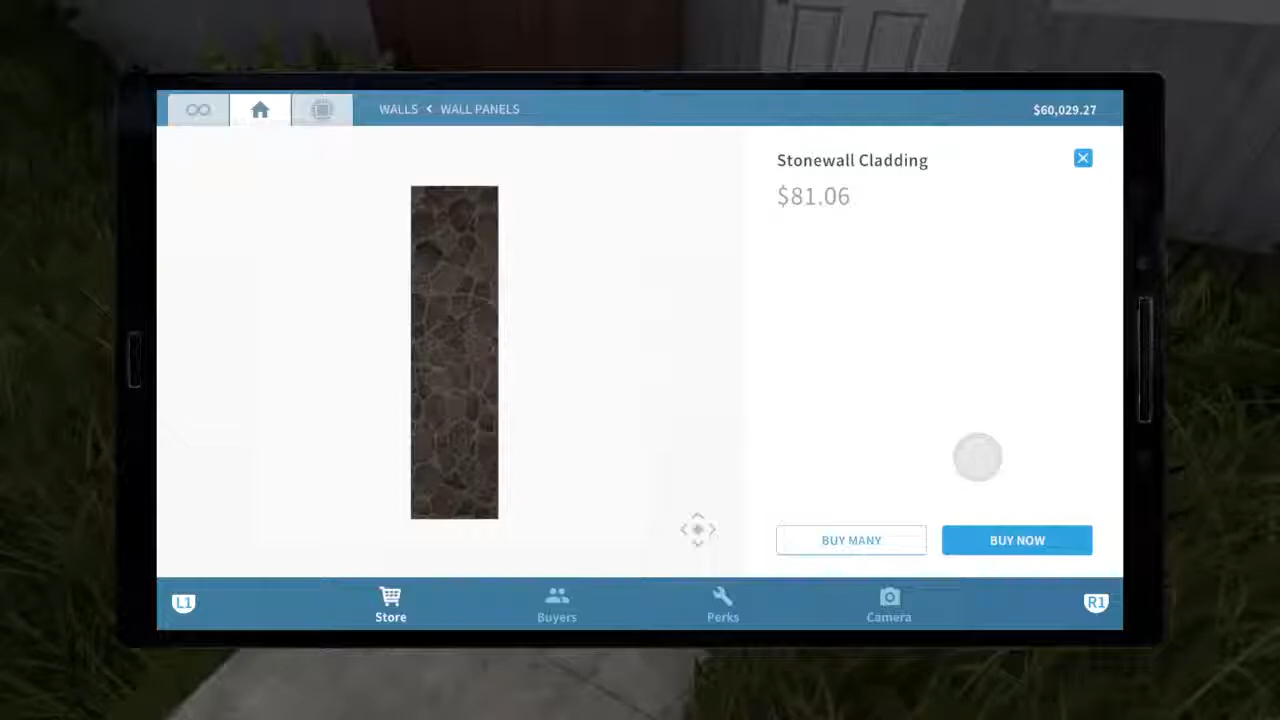 WALLS < WALL PANELS
$60,029.27
Stonewall Cladding
$81.06
BUY MANY
BUY NOW
L1
Store
Buyers
Perks
Camera
R1